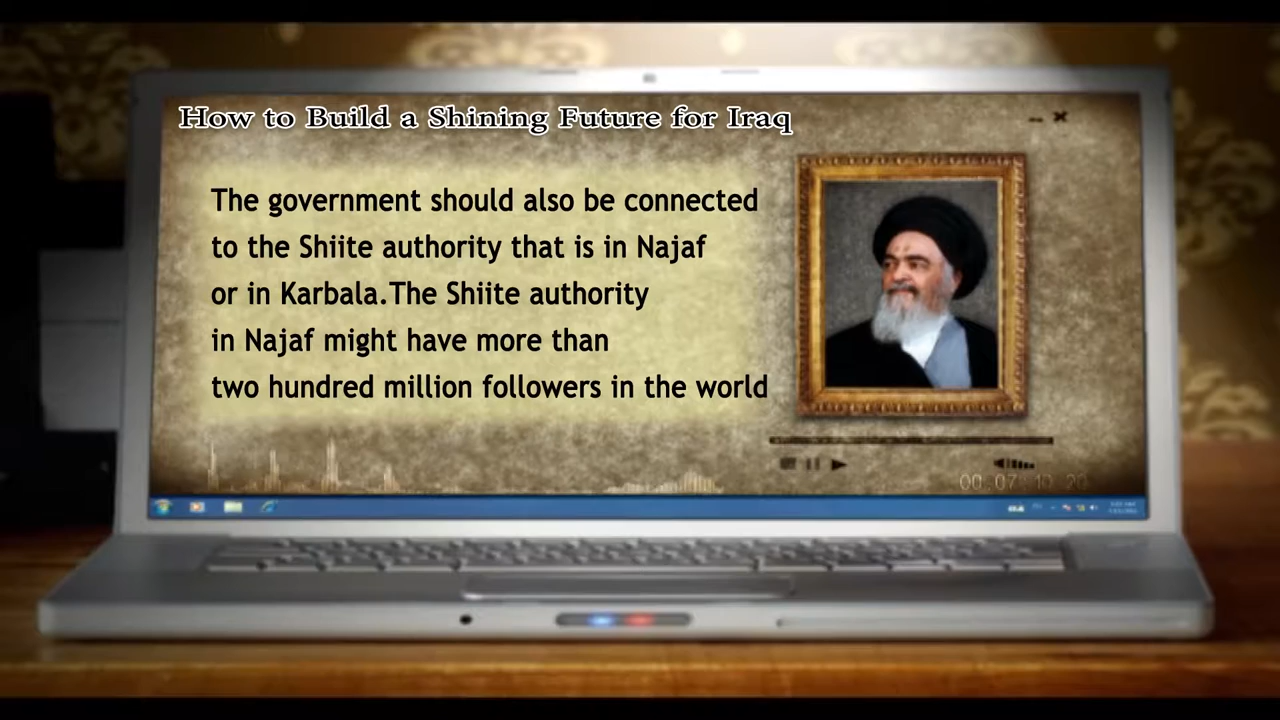 How to Build a Shining Future for Iraq
The government should also be connected
to the Shiite authority that is in Najaf
or in Karbala.The Shiite authority
in Najaf might have more than
two hundred million followers in the world